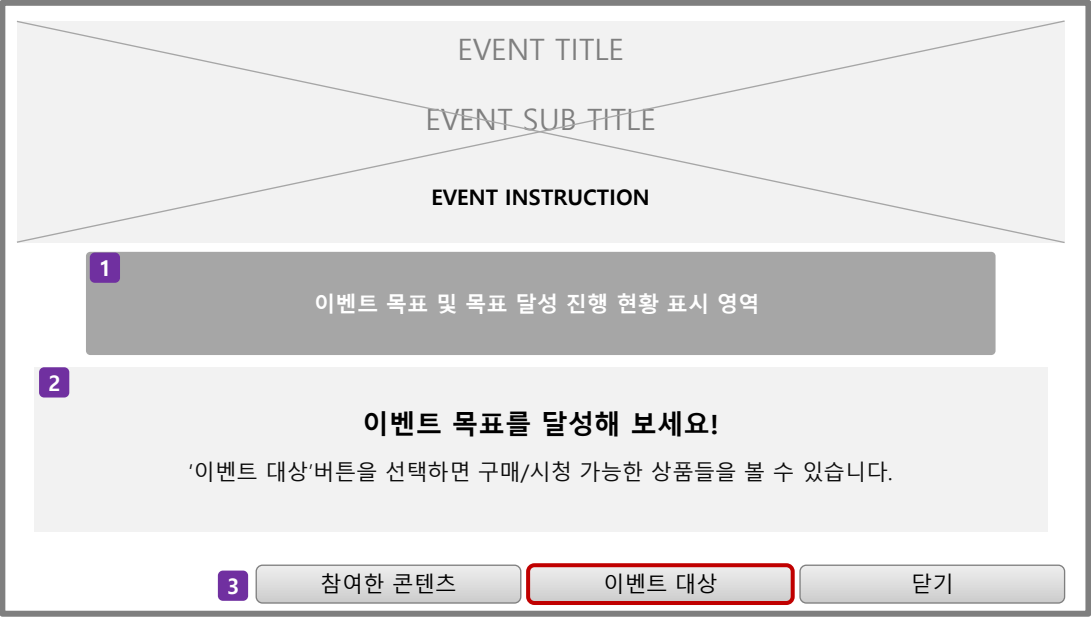 EVENT TITLE
EVENT SUB TITLE
EVENT INSTRUCTION
1
이벤트 목표 및 목표 달성 진행 현황 표시 영역
2
이벤트 목표를 달성해 보세요!
‘이벤트 대상’버튼을 선택하면 구매/시청 가능한 상품들을 볼 수 있습니다.
3 참여한 콘텐츠 이벤트 대상 닫기